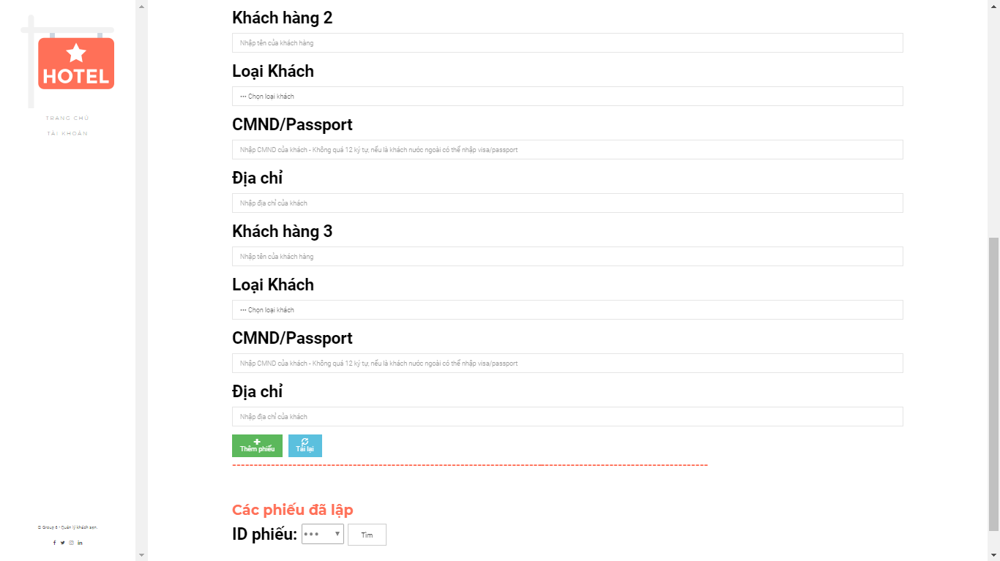 HOTEL
TRANG CHỦ
TÀI KHOẢN
© Group 6 - Quản lý khách sạn.
Khách hàng 2
Nhập tên của khách hàng
Loại Khách
••• Chọn loại khách
CMND/Passport
Nhập CMND của khách - Không quá 12 ký tự, nếu là khách nước ngoài có thể nhập visa/passport
Địa chỉ
Nhập địa chỉ của khách
Khách hàng 3
Nhập tên của khách hàng
Loại Khách
••• Chọn loại khách
CMND/Passport
Nhập CMND của khách - Không quá 12 ký tự, nếu là khách nước ngoài có thể nhập visa/passport
Địa chỉ
Nhập địa chỉ của khách
Thêm phiếu Tải lại
Các phiếu đã lập
ID phiếu: ••• Tìm